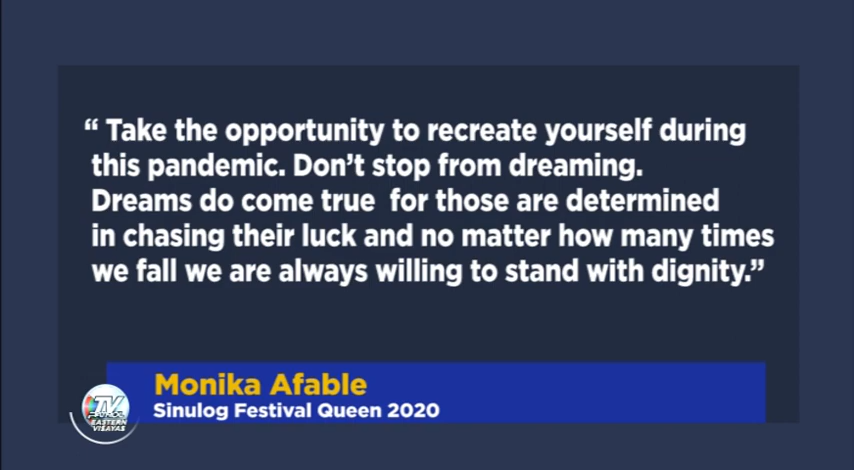 “ Take the opportunity to recreate yourself during
this pandemic. Don’t stop from dreaming.
Dreams do come true for those are determined
in chasing their luck and no matter how many times
we fall we are always willing to stand with dignity.”
Monika Afable
Sinulog Festival Queen 2020
TV
PATROL
EASTERN
VISAYAS